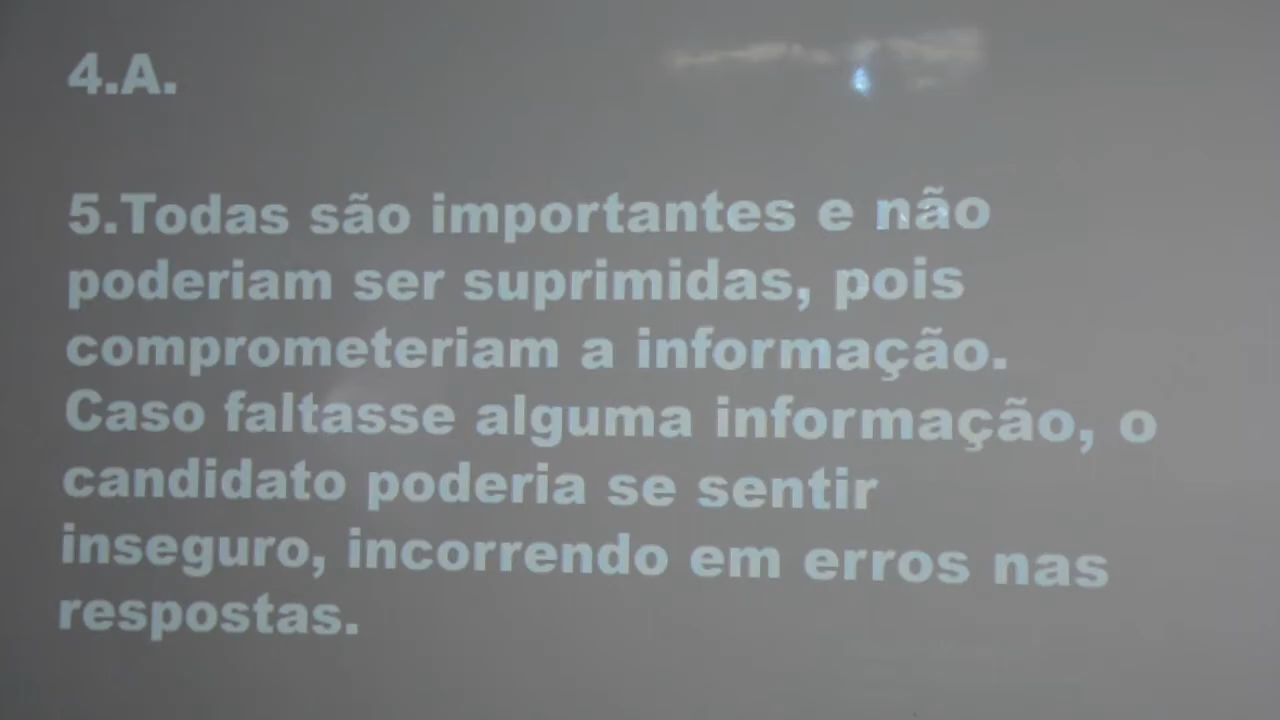 4.A.
5.Todas são importantes e não
poderiam ser suprimidas, pois
comprometeriam a informação.
Caso faltasse alguma informação, o
candidato poderia se sentir
inseguro, incorrendo em erros nas
respostas.